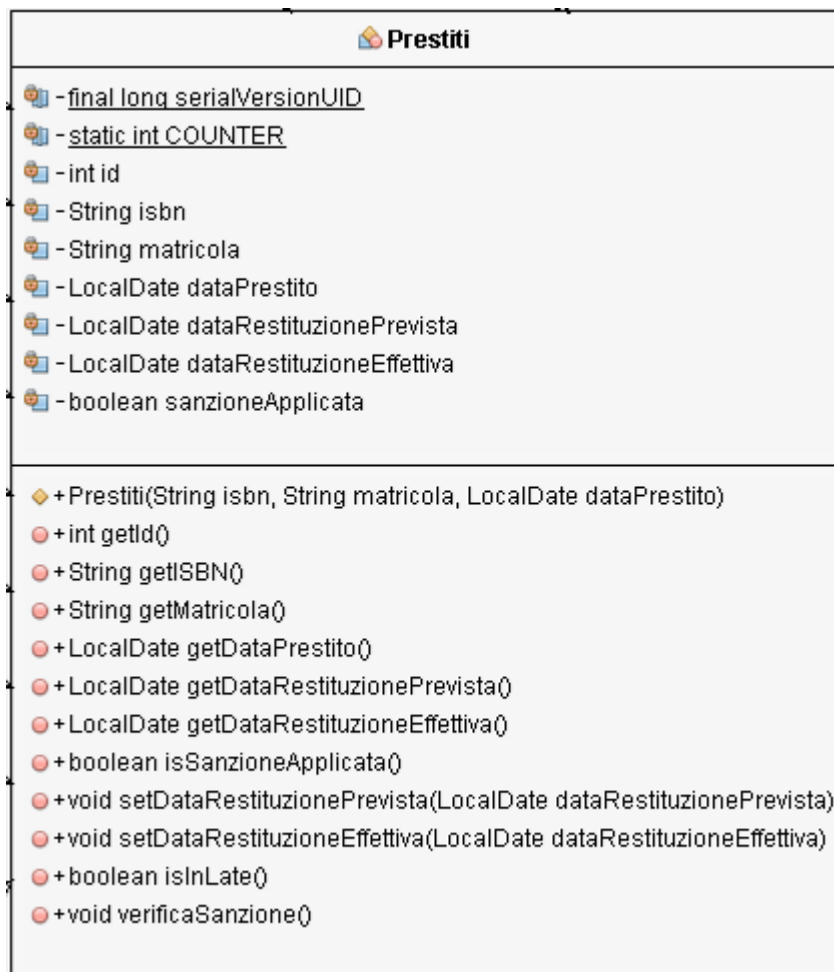 Prestiti
-final long serialVersionUID
-static int COUNTER
-int id
-String isbn
-String matricola
-LocalDate dataPrestito
-LocalDate dataRestituzionePrevista
-LocalDate dataRestituzioneEffettiva
-boolean sanzioneApplicata
+Prestiti(String isbn, String matricola, LocalDate dataPrestito)
+int getId()
+String getISBN()
+String getMatricola()
+LocalDate getDataPrestito()
+LocalDate getDataRestituzionePrevista()
+LocalDate getDataRestituzioneEffettiva()
+boolean isSanzioneApplicata()
+void setDataRestituzionePrevista(LocalDate dataRestituzionePrevista)
+void setDataRestituzioneEffettiva(LocalDate dataRestituzioneEffettiva)
+boolean isInLate()
+void verificaSanzione()